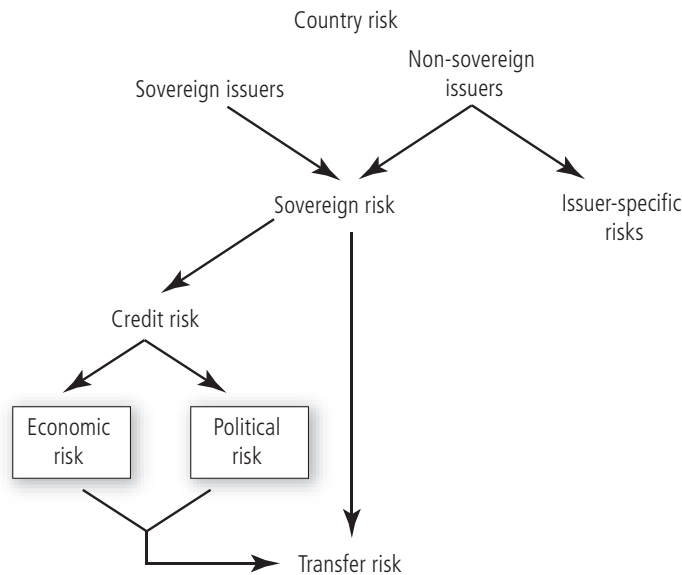 Country risk
Sovereign issuers
Non-sovereign
issuers
Sovereign risk
Issuer-specific
risks
Credit risk
Economic
risk
Political
risk
Transfer risk